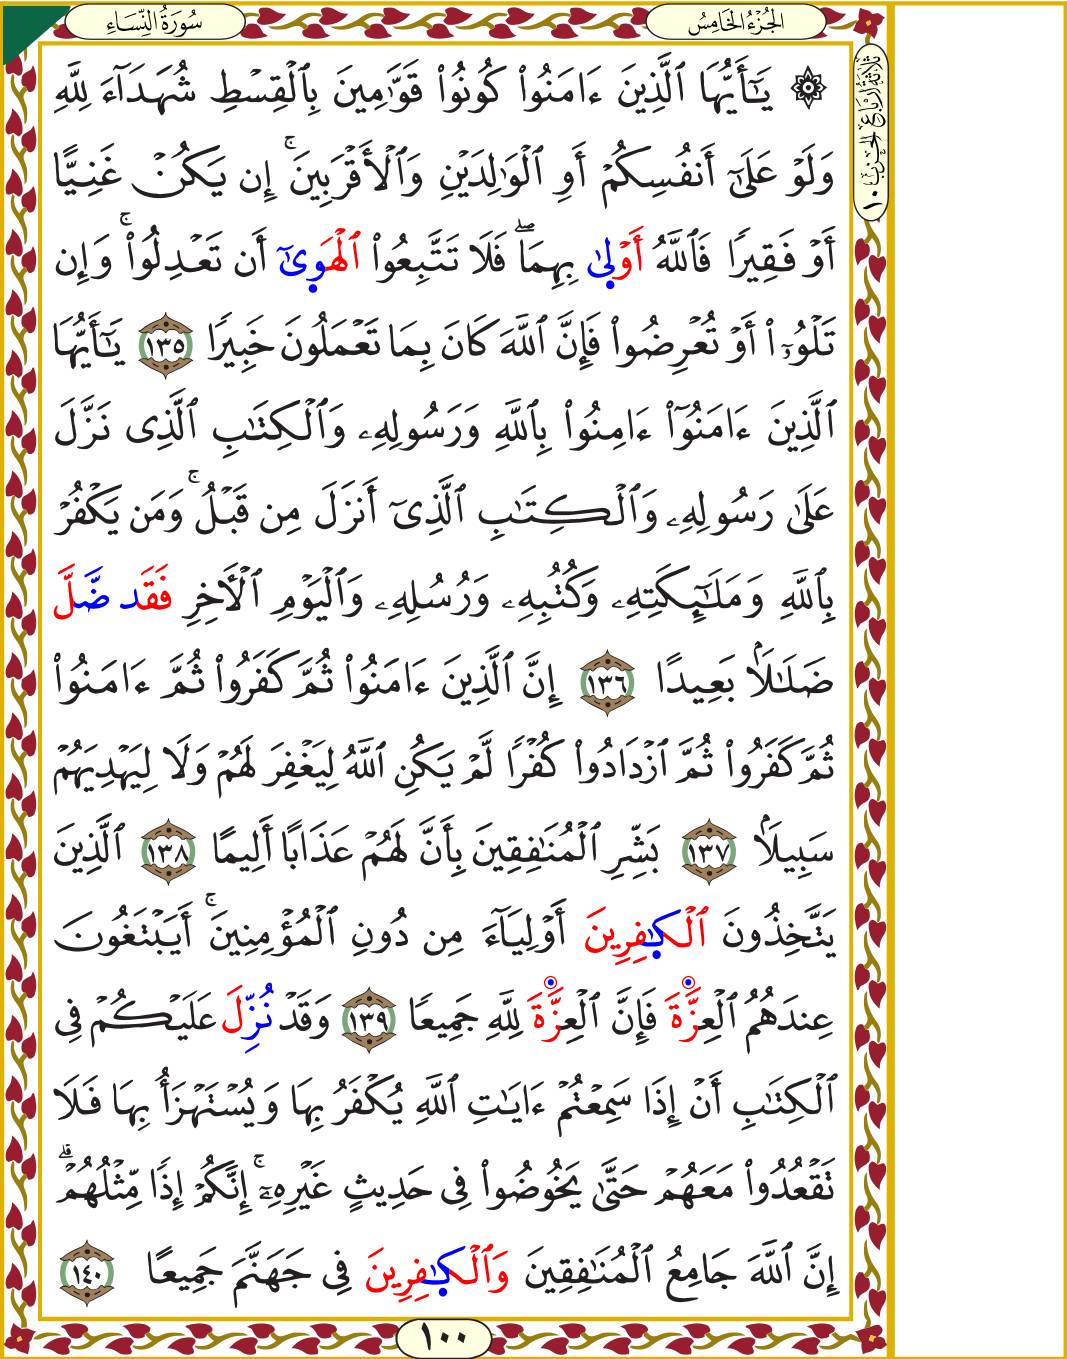 سُورَةُ النِّسَاءِ
الجُزْءُ الخَامِسُ
ثَلَاثَةُ أَرْبَاعِ الحِزْبِ ١٠
۞ يَٰٓأَيُّهَا ٱلَّذِينَ ءَامَنُوا۟ كُونُوا۟ قَوَّٰمِينَ بِٱلْقِسْطِ شُهَدَآءَ لِلَّهِ
وَلَوْ عَلَىٰٓ أَنفُسِكُمْ أَوِ ٱلْوَٰلِدَيْنِ وَٱلْأَقْرَبِينَ ۚ إِن يَكُنْ غَنِيًّا
أَوْ فَقِيرًا فَٱللَّهُ أَوْلَىٰ بِهِمَا ۖ فَلَا تَتَّبِعُوا۟ ٱلْهَوَىٰٓ أَن تَعْدِلُوا۟ ۚ وَإِن
تَلْوُۥٓا۟ أَوْ تُعْرِضُوا۟ فَإِنَّ ٱللَّهَ كَانَ بِمَا تَعْمَلُونَ خَبِيرًا ١٣٥ يَٰٓأَيُّهَا
ٱلَّذِينَ ءَامَنُوٓا۟ ءَامِنُوا۟ بِٱللَّهِ وَرَسُولِهِۦ وَٱلْكِتَٰبِ ٱلَّذِى نَزَّلَ
عَلَىٰ رَسُولِهِۦ وَٱلْكِتَٰبِ ٱلَّذِىٓ أَنزَلَ مِن قَبْلُ ۚ وَمَن يَكْفُرْ
بِٱللَّهِ وَمَلَٰٓئِكَتِهِۦ وَكُتُبِهِۦ وَرُسُلِهِۦ وَٱلْيَوْمِ ٱلْأَخِرِ فَقَد ضَّلَّ
ضَلَٰلًۢا بَعِيدًا ١٣٦ إِنَّ ٱلَّذِينَ ءَامَنُوا۟ ثُمَّ كَفَرُوا۟ ثُمَّ ءَامَنُوا۟
ثُمَّ كَفَرُوا۟ ثُمَّ ٱزْدَادُوا۟ كُفْرًا لَّمْ يَكُنِ ٱللَّهُ لِيَغْفِرَ لَهُمْ وَلَا لِيَهْدِيَهُمْ
سَبِيلًۢا ١٣٧ بَشِّرِ ٱلْمُنَٰفِقِينَ بِأَنَّ لَهُمْ عَذَابًا أَلِيمًا ١٣٨ ٱلَّذِينَ
يَتَّخِذُونَ ٱلْكَٰفِرِينَ أَوْلِيَآءَ مِن دُونِ ٱلْمُؤْمِنِينَ ۚ أَيَبْتَغُونَ
عِندَهُمُ ٱلْعِزَّةَ فَإِنَّ ٱلْعِزَّةَ لِلَّهِ جَمِيعًا ١٣٩ وَقَدْ نُزِّلَ عَلَيْكُمْ فِى
ٱلْكِتَٰبِ أَنْ إِذَا سَمِعْتُمْ ءَايَٰتِ ٱللَّهِ يُكْفَرُ بِهَا وَيُسْتَهْزَأُ بِهَا فَلَا
تَقْعُدُوا۟ مَعَهُمْ حَتَّىٰ يَخُوضُوا۟ فِى حَدِيثٍ غَيْرِهِۦٓ ۚ إِنَّكُمْ إِذًا مِّثْلُهُمْ ۗ
إِنَّ ٱللَّهَ جَامِعُ ٱلْمُنَٰفِقِينَ وَٱلْكَٰفِرِينَ فِى جَهَنَّمَ جَمِيعًا ١٤٠
١٠٠